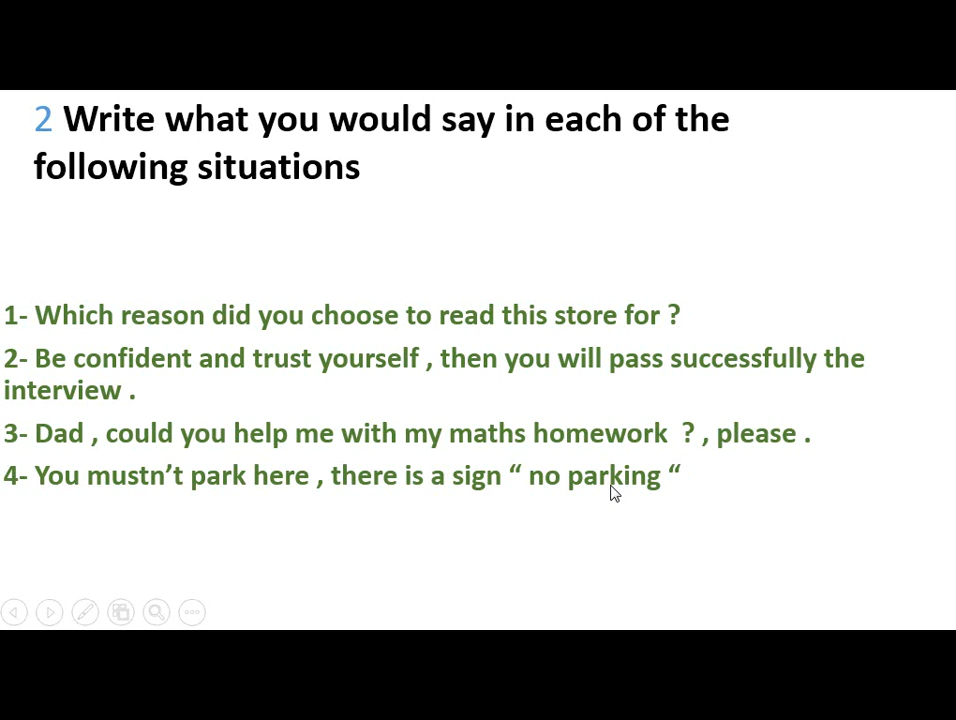 2 Write what you would say in each of the
following situations
1- Which reason did you choose to read this store for ?
2- Be confident and trust yourself , then you will pass successfully the
interview .
3- Dad , could you help me with my maths homework  ? , please .
4- You mustn’t park here , there is a sign “ no parking “